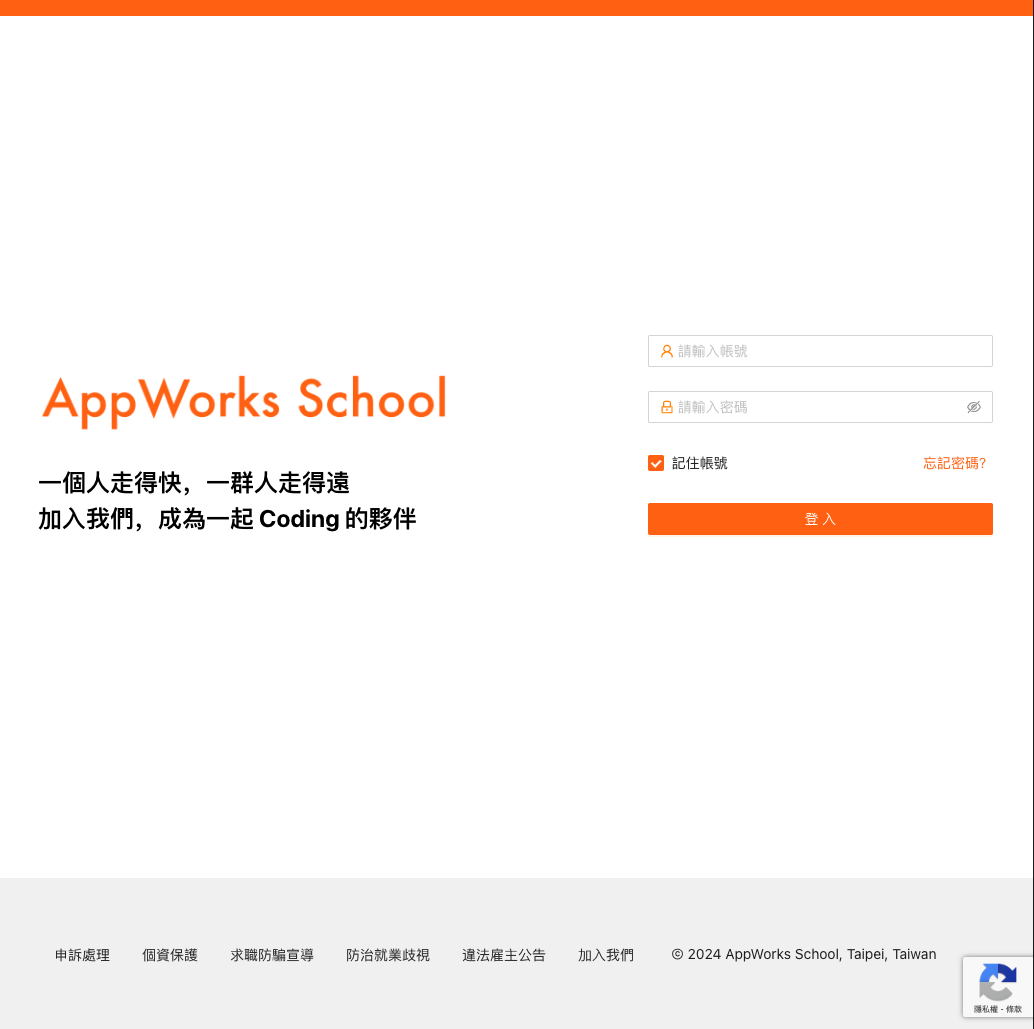 AppWorks School
一個人走得快，一群人走得遠
加入我們，成為一起 Coding 的夥伴
請輸入帳號
請輸入密碼
記住帳號 忘記密碼?
登 入
申訴處理 個資保護 求職防騙宣導 防治就業歧視 違法雇主公告 加入我們 © 2024 AppWorks School, Taipei, Taiwan
隱私權 - 條款